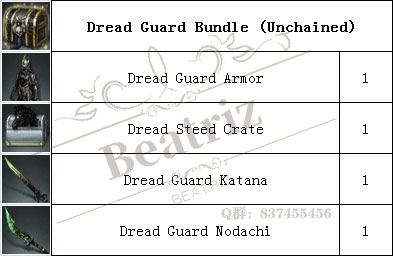 Dread Guard Bundle (Unchained)
Dread Guard Armor 1
Dread Steed Crate 1
Beatriz
Dread Guard Katana 1
BEATRIZ
Q群: 837455456
Dread Guard Nodachi 1